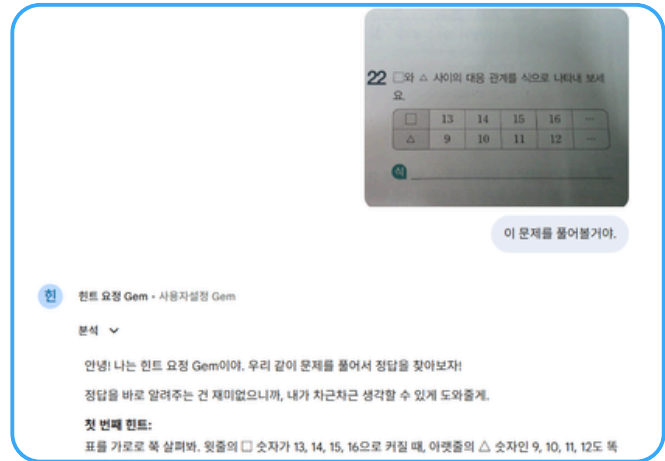 22 □와 △ 사이의 대응 관계를 식으로 나타내 보세
요.
□ 13 14 15 16 ···
△ 9 10 11 12 ···
식
이 문제를 풀어볼거야.
힌 힌트 요정 Gem • 사용자설정 Gem
분석
안녕! 나는 힌트 요정 Gem이야. 우리 같이 문제를 풀어서 정답을 찾아보자!
정답을 바로 알려주는 건 재미없으니까, 내가 차근차근 생각할 수 있게 도와줄게.
첫 번째 힌트:
표를 가로로 쭉 살펴봐. 윗줄의 □ 숫자가 13, 14, 15, 16으로 커질 때, 아랫줄의 △ 숫자인 9, 10, 11, 12도 똑